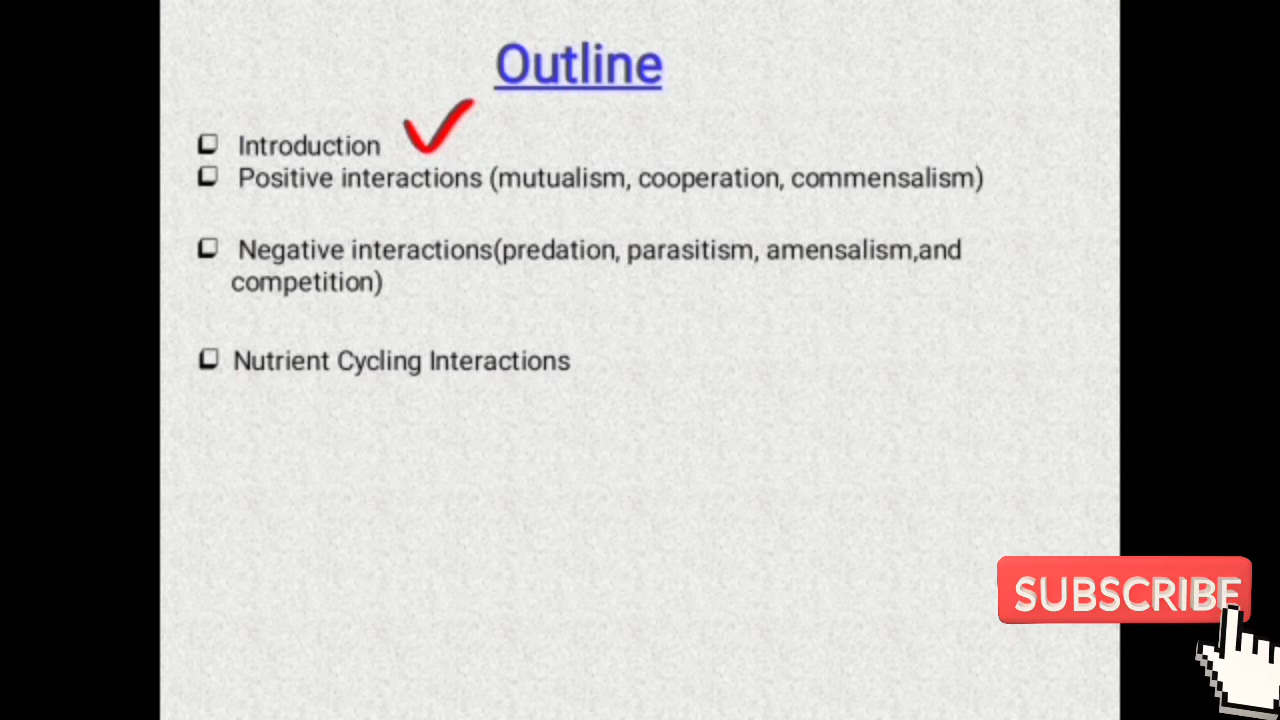 Outline
Introduction
Positive interactions (mutualism, cooperation, commensalism)
Negative interactions(predation, parasitism, amensalism,and
competition)
Nutrient Cycling Interactions
SUBSCRIBE